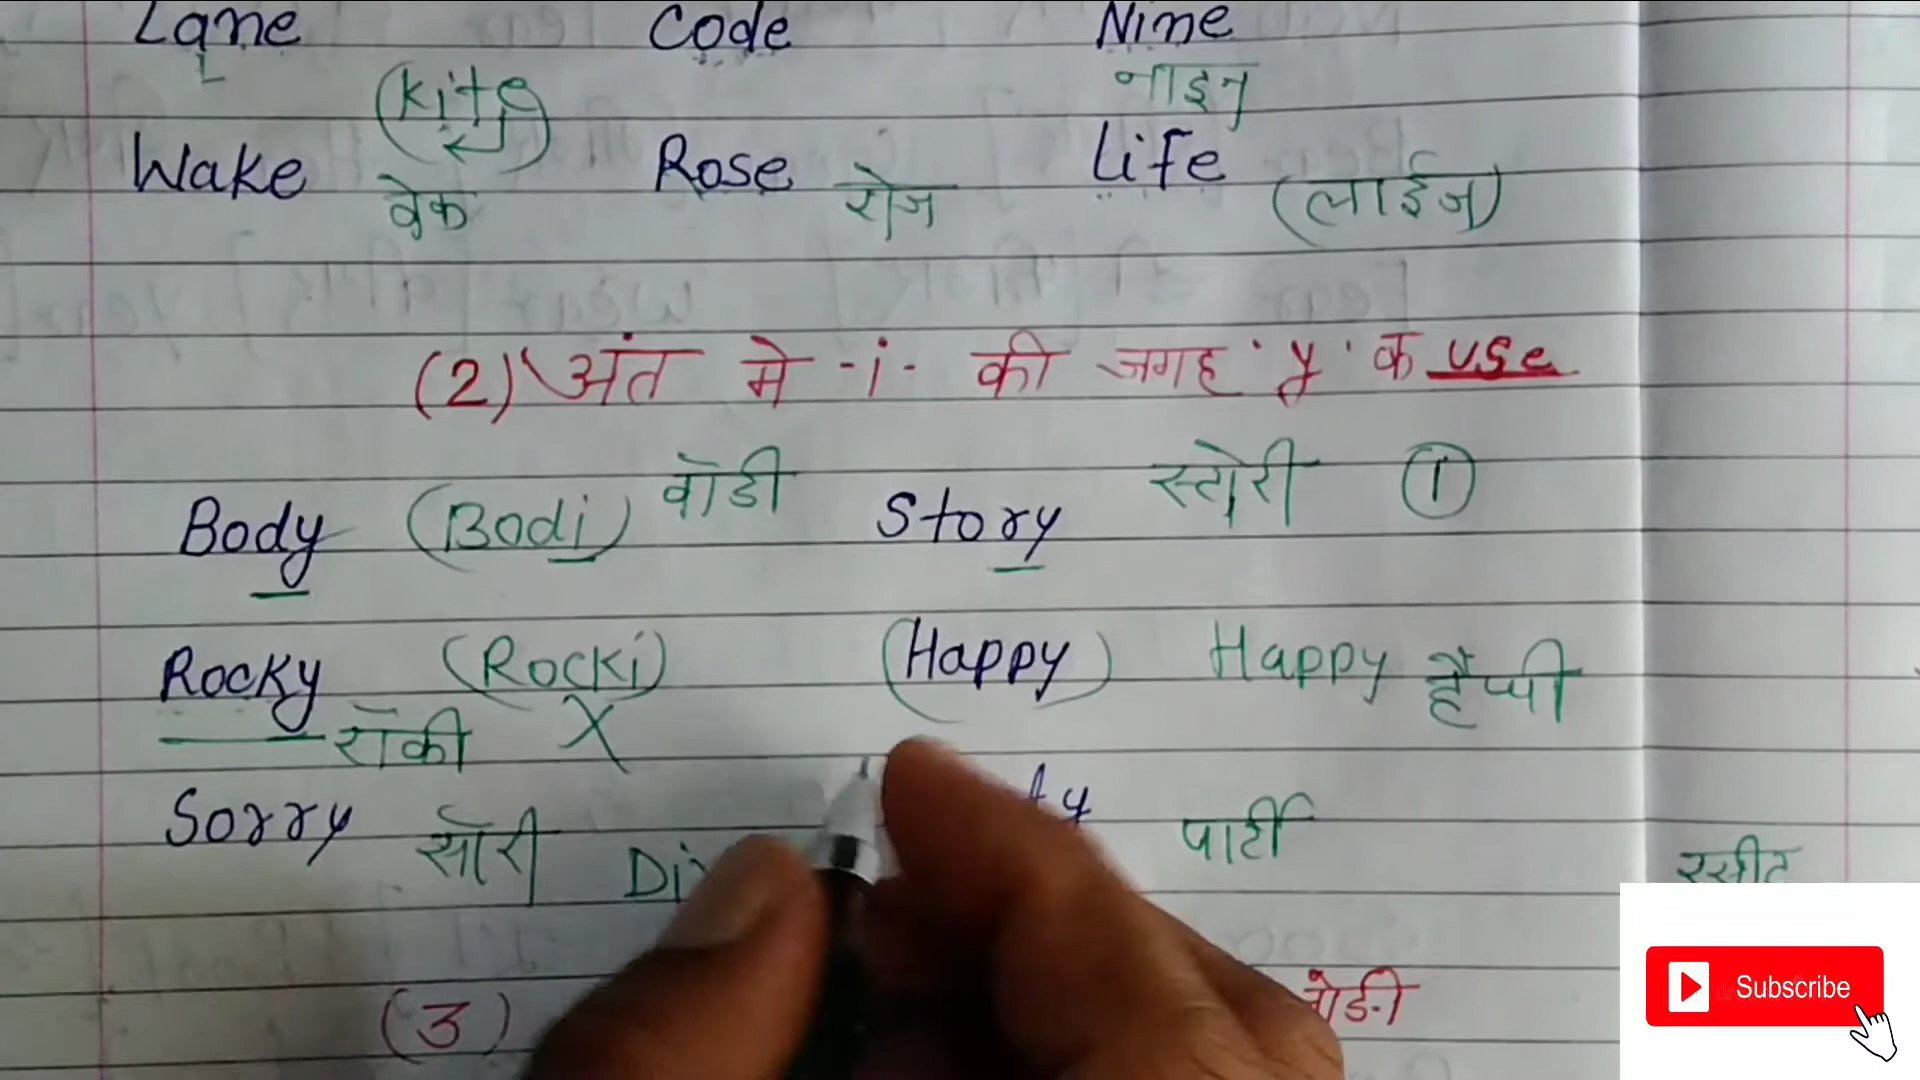 Lane Code Nine
(kite) नाइन
Wake वेक Rose रोज Life (लाईज)
(2) अंत मे -i- की जगह 'y' क use
Body (Bodi) वॉडी Story स्टोरी 1
Rocky (Rocki) (Happy) Happy हैप्पी
रॉकी X
Sorry सॉरी पार्टी
रसीट
(3)
Subscribe